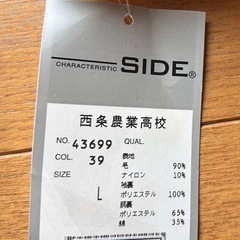 CHARACTERISTIC SIDE®
西条農業高校
NO. 43699 QUAL.
COL. 39 表地
毛 90%
SIZE ナイロン 10%
袖裏
L ポリエステル 100%
胴裏
ポリエステル 65%
綿 35%